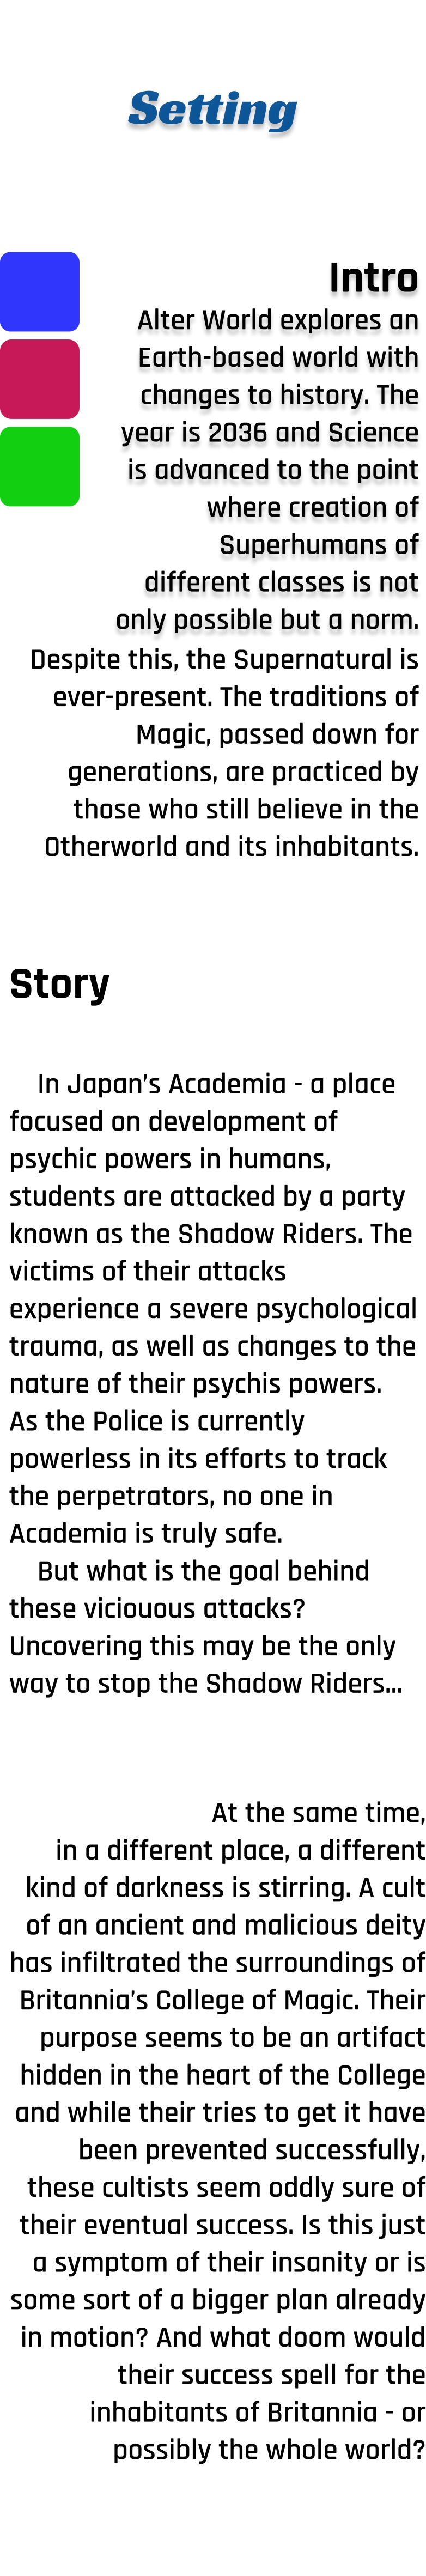 Setting
Intro
Alter World explores an
Earth-based world with
changes to history. The
year is 2036 and Science
is advanced to the point
where creation of
Superhumans of
different classes is not
only possible but a norm.
Despite this, the Supernatural is
ever-present. The traditions of
Magic, passed down for
generations, are practiced by
those who still believe in the
Otherworld and its inhabitants.
Story
In Japan’s Academia - a place
focused on development of
psychic powers in humans,
students are attacked by a party
known as the Shadow Riders. The
victims of their attacks
experience a severe psychological
trauma, as well as changes to the
nature of their psychis powers.
As the Police is currently
powerless in its efforts to track
the perpetrators, no one in
Academia is truly safe.
But what is the goal behind
these viciouous attacks?
Uncovering this may be the only
way to stop the Shadow Riders...
At the same time,
in a different place, a different
kind of darkness is stirring. A cult
of an ancient and malicious deity
has infiltrated the surroundings of
Britannia’s College of Magic. Their
purpose seems to be an artifact
hidden in the heart of the College
and while their tries to get it have
been prevented successfully,
these cultists seem oddly sure of
their eventual success. Is this just
a symptom of their insanity or is
some sort of a bigger plan already
in motion? And what doom would
their success spell for the
inhabitants of Britannia - or
possibly the whole world?